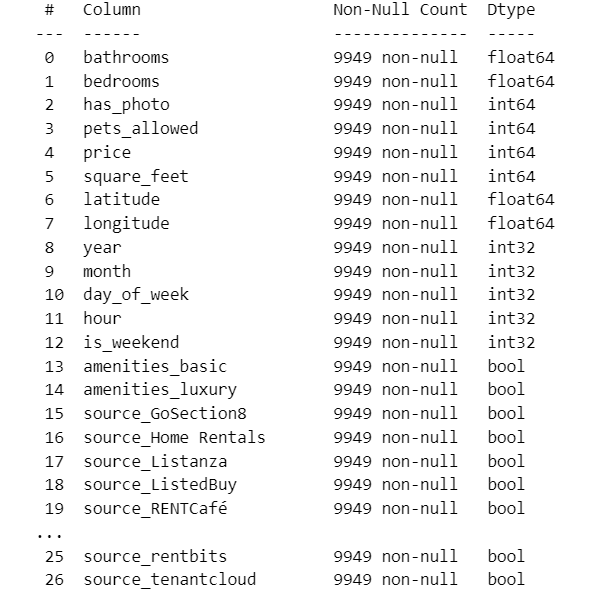 #   Column               Non-Null Count  Dtype
---  ------               --------------  -----
0   bathrooms            9949 non-null   float64
1   bedrooms             9949 non-null   float64
2   has_photo            9949 non-null   int64
3   pets_allowed         9949 non-null   int64
4   price                9949 non-null   int64
5   square_feet          9949 non-null   int64
6   latitude             9949 non-null   float64
7   longitude            9949 non-null   float64
8   year                 9949 non-null   int32
9   month                9949 non-null   int32
10  day_of_week          9949 non-null   int32
11  hour                 9949 non-null   int32
12  is_weekend           9949 non-null   int32
13  amenities_basic      9949 non-null   bool
14  amenities_luxury     9949 non-null   bool
15  source_GoSection8    9949 non-null   bool
16  source_Home Rentals  9949 non-null   bool
17  source_Listanza      9949 non-null   bool
18  source_ListedBuy     9949 non-null   bool
19  source_RENTCafé      9949 non-null   bool
...
25  source_rentbits      9949 non-null   bool
26  source_tenantcloud   9949 non-null   bool